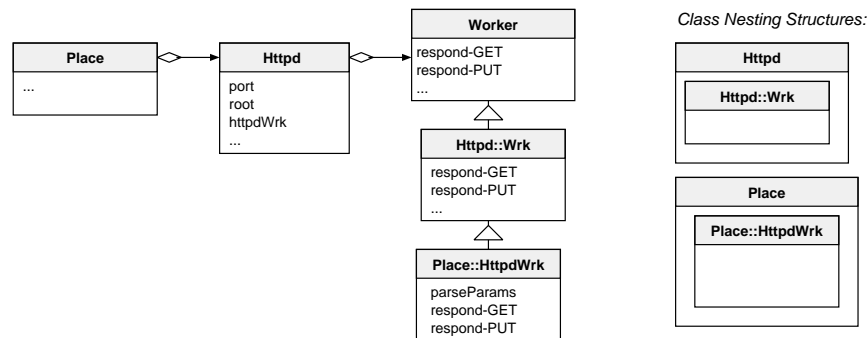 Place
...
Httpd
port
root
httpdWrk
...
Worker
respond-GET
respond-PUT
...
Httpd::Wrk
respond-GET
respond-PUT
...
Place::HttpdWrk
parseParams
respond-GET
respond-PUT
Class Nesting Structures:
Httpd
Httpd::Wrk
Place
Place::HttpdWrk